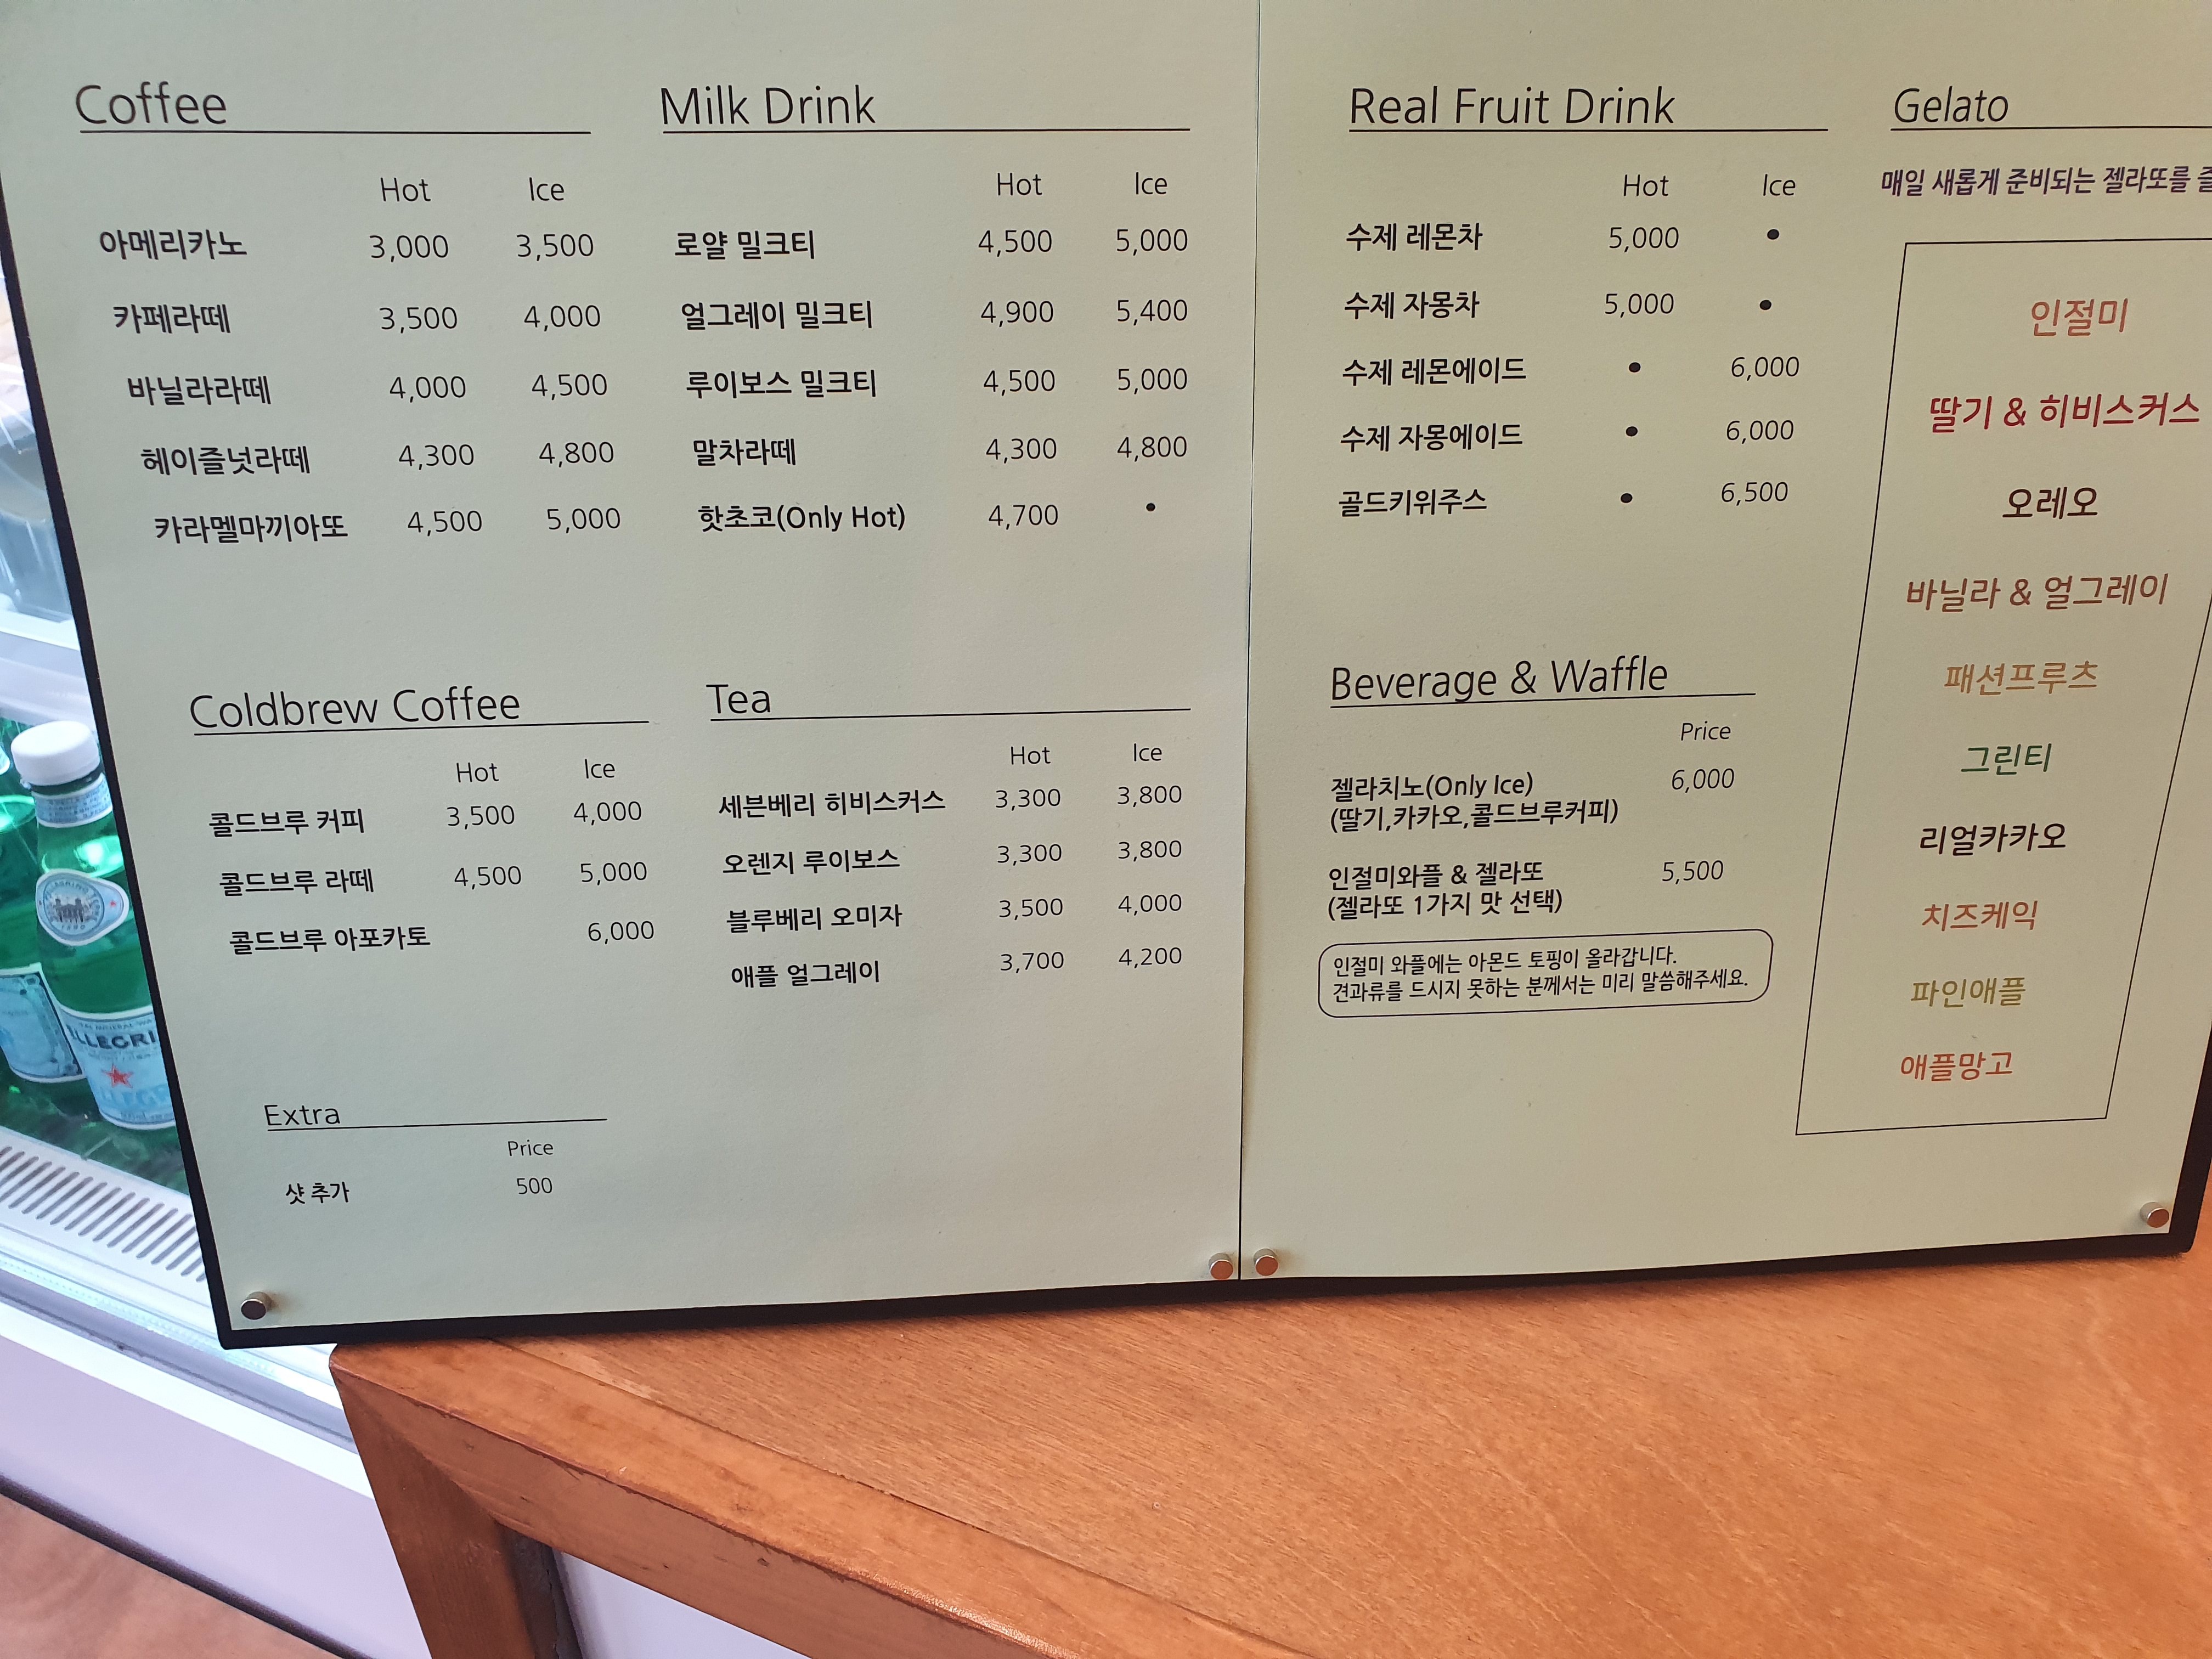 Coffee
Hot Ice
아메리카노 3,000 3,500
카페라떼 3,500 4,000
바닐라라떼 4,000 4,500
헤이즐넛라떼 4,300 4,800
카라멜마끼아또 4,500 5,000
Milk Drink
Hot Ice
로얄 밀크티 4,500 5,000
얼그레이 밀크티 4,900 5,400
루이보스 밀크티 4,500 5,000
말차라떼 4,300 4,800
핫초코(Only Hot) 4,700 •
Coldbrew Coffee
Hot Ice
콜드브루 커피 3,500 4,000
콜드브루 라떼 4,500 5,000
콜드브루 아포카토 6,000
Tea
Hot Ice
세븐베리 히비스커스 3,300 3,800
오렌지 루이보스 3,300 3,800
블루베리 오미자 3,500 4,000
애플 얼그레이 3,700 4,200
Extra
Price
샷 추가 500
Real Fruit Drink
Hot Ice
수제 레몬차 5,000 •
수제 자몽차 5,000 •
수제 레몬에이드 • 6,000
수제 자몽에이드 • 6,000
골드키위주스 • 6,500
Beverage & Waffle
Price
젤라치노(Only Ice) 6,000
(딸기,카카오,콜드브루커피)
인절미와플 & 젤라또 5,500
(젤라또 1가지 맛 선택)
인절미 와플에는 아몬드 토핑이 올라갑니다.
견과류를 드시지 못하는 분께서는 미리 말씀해주세요.
Gelato
매일 새롭게 준비되는 젤라또를
인절미
딸기 & 히비스커스
오레오
바닐라 & 얼그레이
패션프루츠
그린티
리얼카카오
치즈케익
파인애플
애플망고